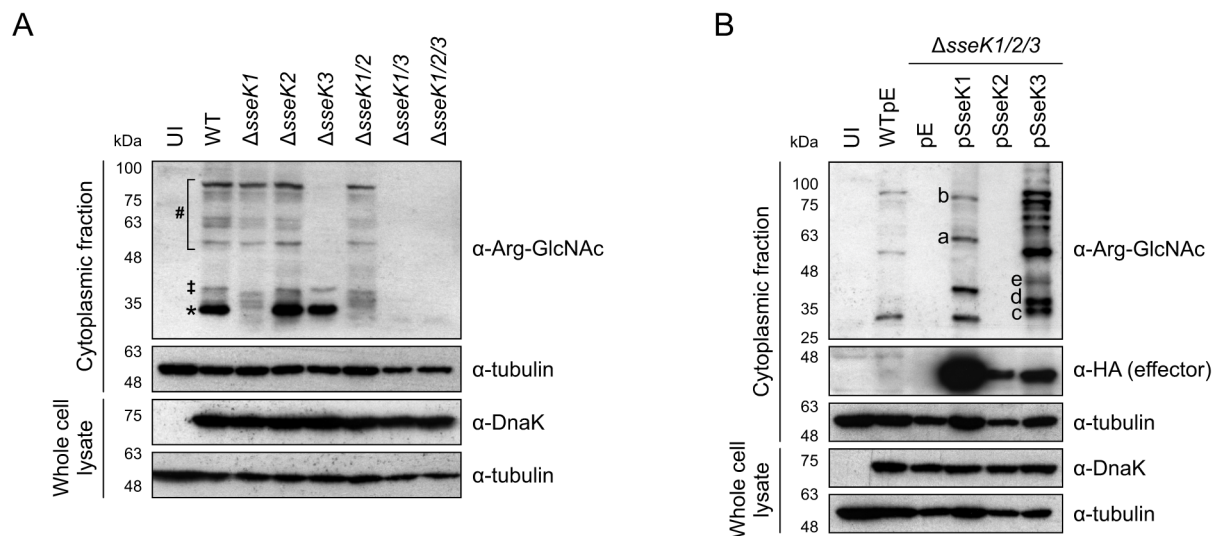 A
kDa
UI
WT
ΔsseK1
ΔsseK2
ΔsseK3
ΔsseK1/2
ΔsseK1/3
ΔsseK1/2/3
Cytoplasmic fraction
100
75
63
48
35
#
‡
*
α-Arg-GlcNAc
63
48
α-tubulin
Whole cell
lysate
75
α-DnaK
63
48
α-tubulin
B
ΔsseK1/2/3
kDa
UI
WTpE
pE
pSseK1
pSseK2
pSseK3
Cytoplasmic fraction
100
75
63
48
35
25
b
a
e
d
c
α-Arg-GlcNAc
48
α-HA (effector)
63
48
α-tubulin
Whole cell
lysate
75
α-DnaK
63
48
α-tubulin